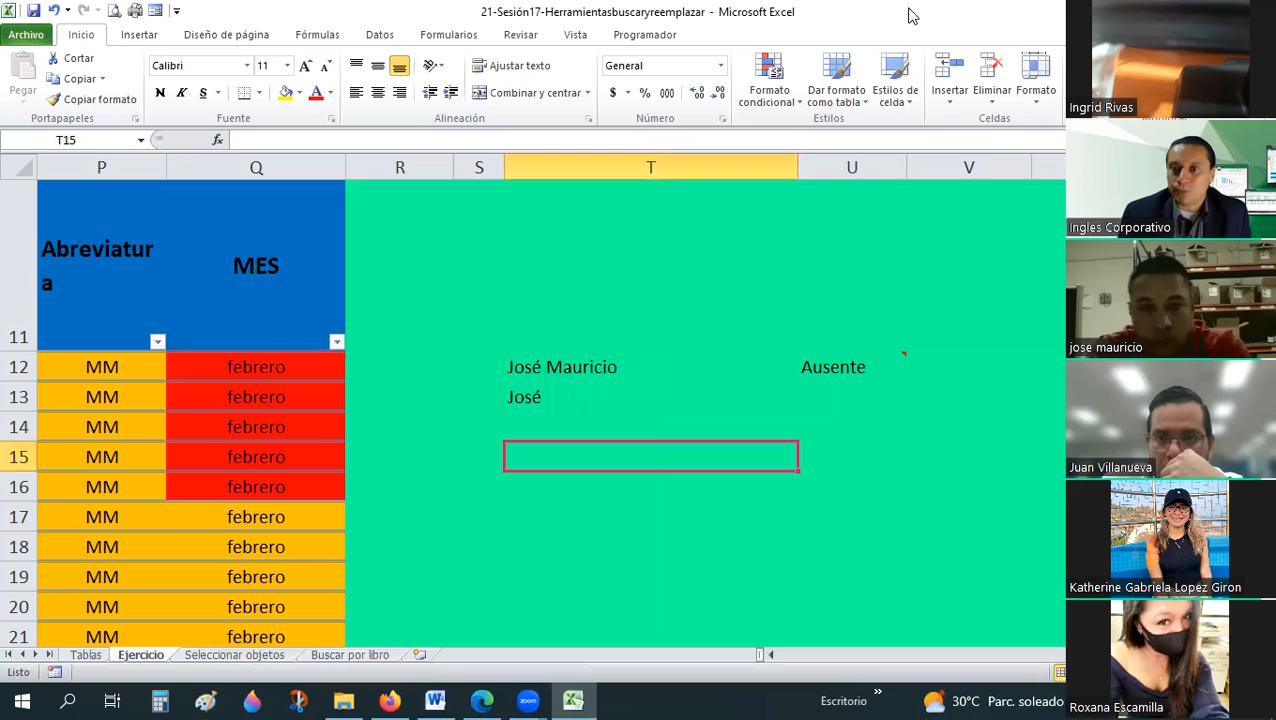 21-Sesión17-Herramientasbuscaryreemplazar - Microsoft Excel
Archivo Inicio Insertar Diseño de página Fórmulas Datos Formularios Revisar Vista Programador
Pegar
Cortar
Copiar
Copiar formato
Portapapeles
Calibri 11
N K S
A A
Fuente
Ajustar texto
Combinar y centrar
Alineación
General
$ % 000
Número
Formato condicional
Dar formato como tabla
Estilos de celda
Estilos
Insertar
Eliminar
Formato
Celdas
T15 fx
P Q R S T U V
11 Abreviatura MES
12 MM febrero José Mauricio Ausente
13 MM febrero José
14 MM febrero
15 MM febrero
16 MM febrero
17 MM febrero
18 MM febrero
19 MM febrero
20 MM febrero
21 MM febrero
Tablas Ejercicio Seleccionar objetos Buscar por libro
Listo
zoom
Escritorio » 30°C Parc. soleado
Ingrid Rivas
Ingles Corporativo
jose mauricio
Juan Villanueva
Katherine Gabriela Lopez Giron
Roxana Escamilla